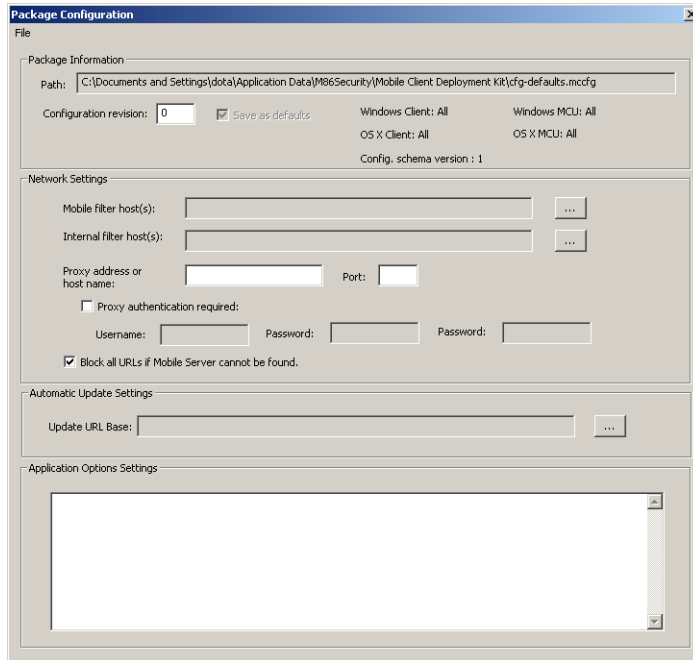 Package Configuration
File
Package Information
Path: C:\Documents and Settings\dota\Application Data\M86Security\Mobile Client Deployment Kit\cfg-defaults.mccfg
Configuration revision: 0 Save as defaults Windows Client: All Windows MCU: All
OS X Client: All OS X MCU: All
Config. schema version : 1
Network Settings
Mobile filter host(s): ...
Internal filter host(s): ...
Proxy address or
host name: Port:
Proxy authentication required:
Username: Password: Password:
Block all URLs if Mobile Server cannot be found.
Automatic Update Settings
Update URL Base: ...
Application Options Settings